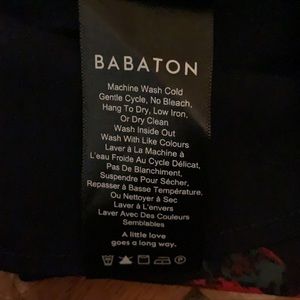 BABATON
Machine Wash Cold
Gentle Cycle, No Bleach,
Hang To Dry, Low Iron,
Or Dry Clean
Wash Inside Out
Wash With Like Colours
Laver à La Machine à
L'eau Froide Au Cycle Délicat,
Pas De Blanchiment,
Suspendre Pour Sécher,
Repasser à Basse Température,
Ou Nettoyer à Sec
Laver à L'envers
Laver Avec Des Couleurs
Semblables
A little love
goes a long way.